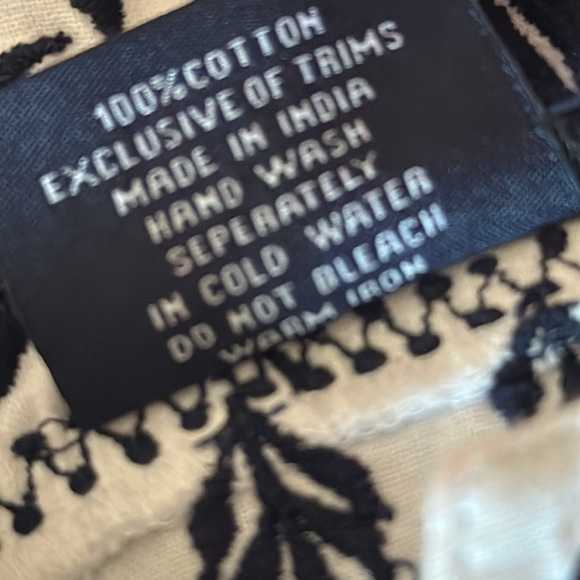 100%COTTON
EXCLUSIVE OF TRIMS
MADE IN INDIA
HAND WASH
SEPERATELY
IN COLD WATER
DO NOT BLEACH
WARM IRON